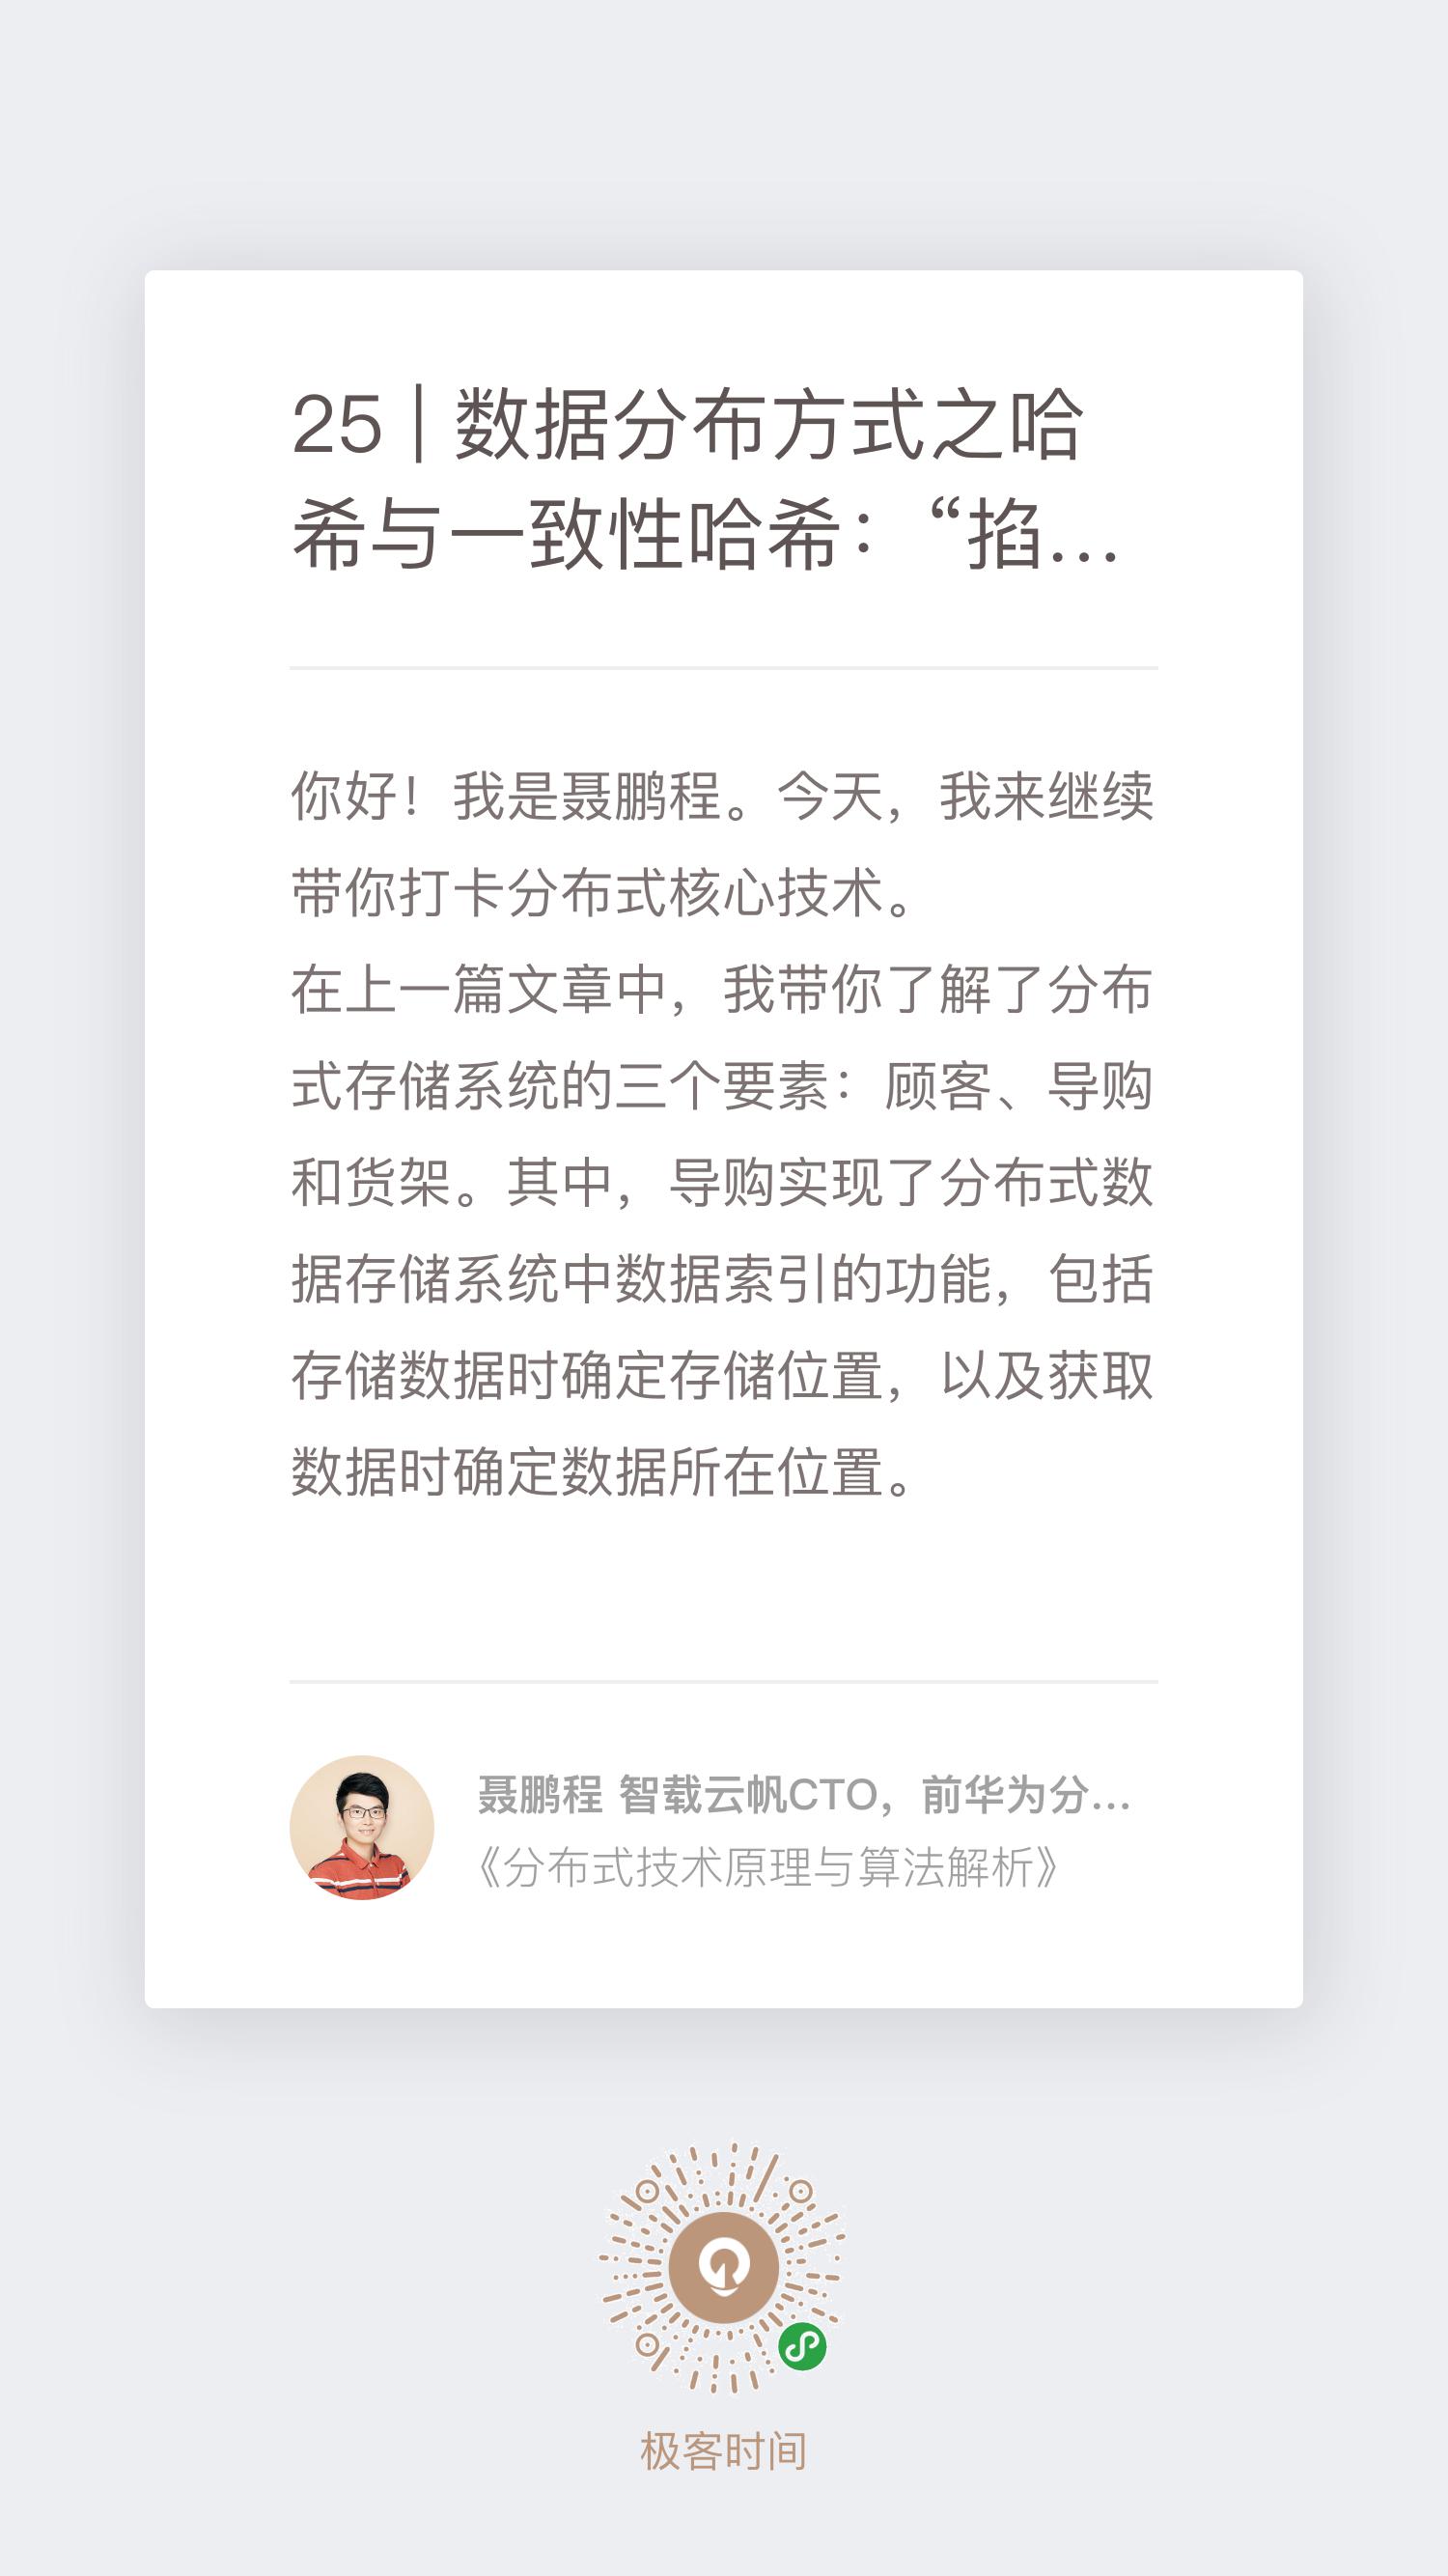 25 | 数据分布方式之哈
希与一致性哈希：“掐...
你好！我是聂鹏程。今天，我来继续
带你打卡分布式核心技术。
在上一篇文章中，我带你了解了分布
式存储系统的三个要素：顾客、导购
和货架。其中，导购实现了分布式数
据存储系统中数据索引的功能，包括
存储数据时确定存储位置，以及获取
数据时确定数据所在位置。
聂鹏程 智载云帆CTO，前华为分...
《分布式技术原理与算法解析》
极客时间